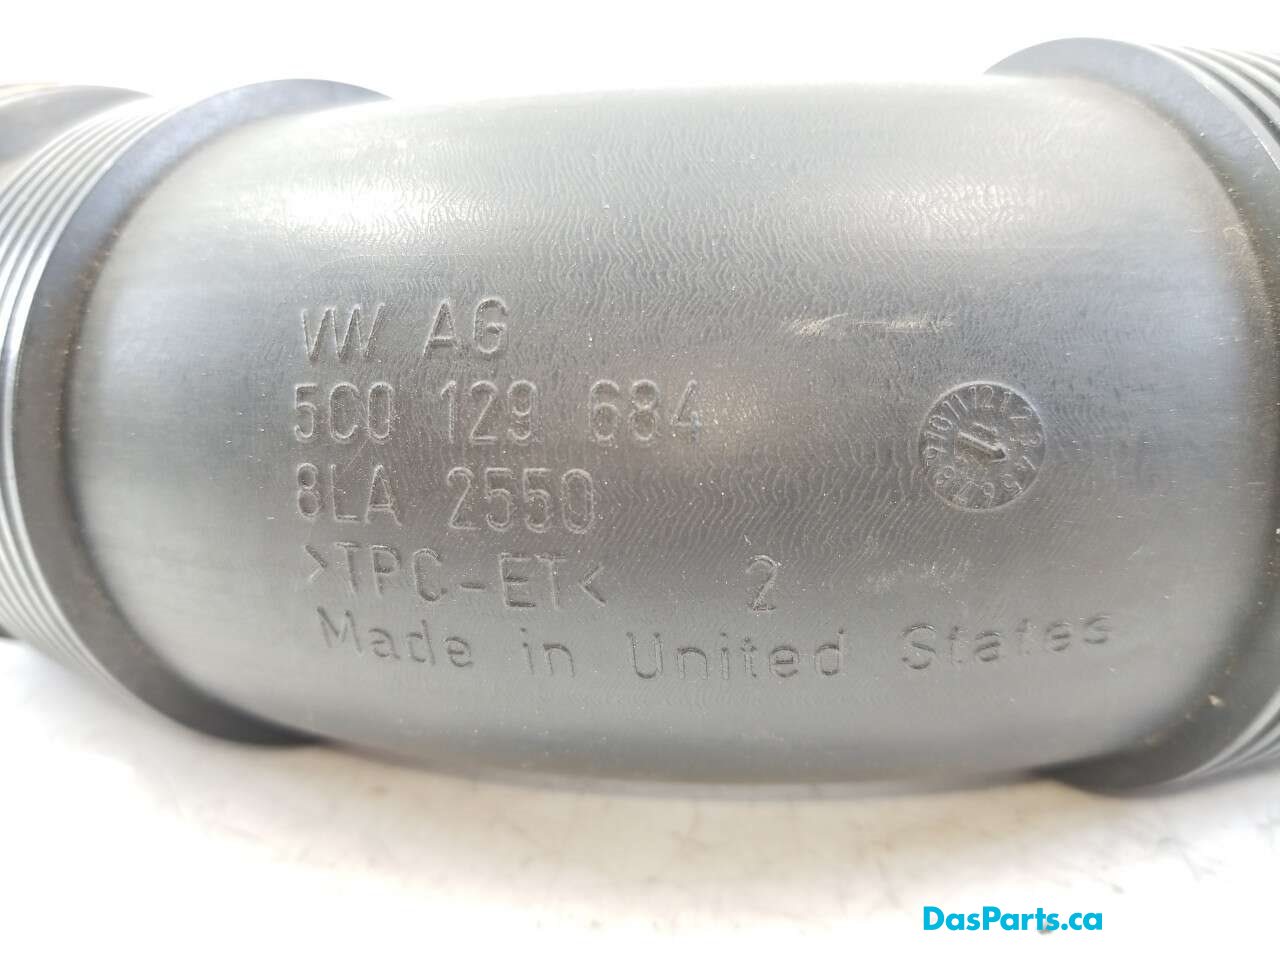 VW AG
5C0 129 684
8LA 2550
>TPC-ET< 2
Made in United States
DasParts.ca